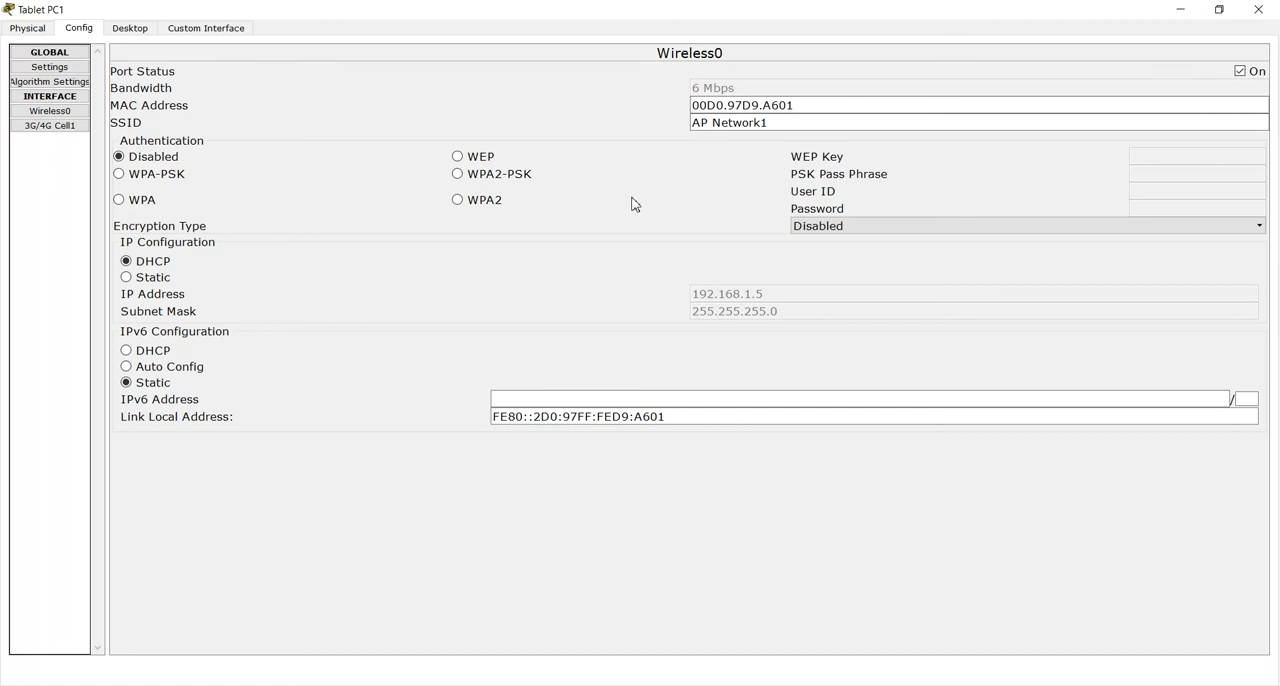 Tablet PC1
Physical Config Desktop Custom Interface
GLOBAL
Settings
Algorithm Settings
INTERFACE
Wireless0
3G/4G Cell1
Wireless0
Port Status On
Bandwidth 6 Mbps
MAC Address 00D0.97D9.A601
SSID AP Network1
Authentication
Disabled WEP WEP Key
WPA-PSK WPA2-PSK PSK Pass Phrase
User ID
WPA WPA2
Password
Encryption Type Disabled
IP Configuration
DHCP
Static
IP Address 192.168.1.5
Subnet Mask 255.255.255.0
IPv6 Configuration
DHCP
Auto Config
Static
IPv6 Address /
Link Local Address: FE80::2D0:97FF:FED9:A601